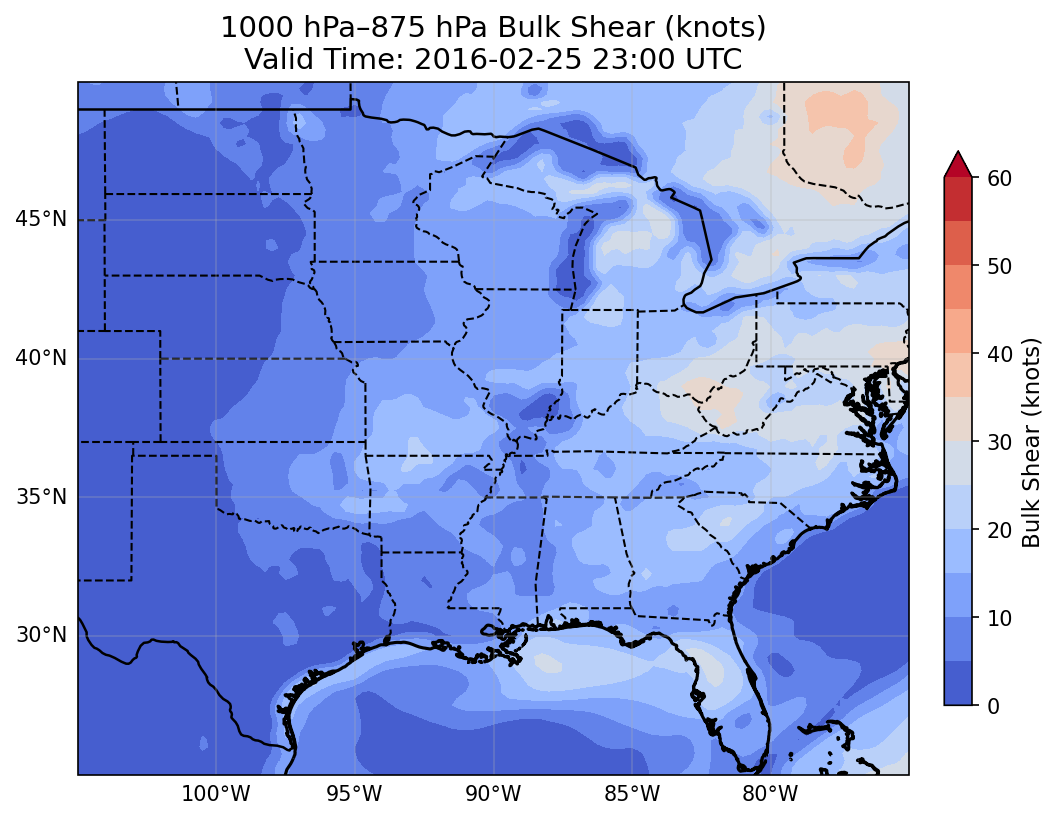 1000 hPa–875 hPa Bulk Shear (knots)
Valid Time: 2016-02-25 23:00 UTC
45°N
40°N
35°N
30°N
100°W
95°W
90°W
85°W
80°W
60
50
40
30
20
10
0
Bulk Shear (knots)